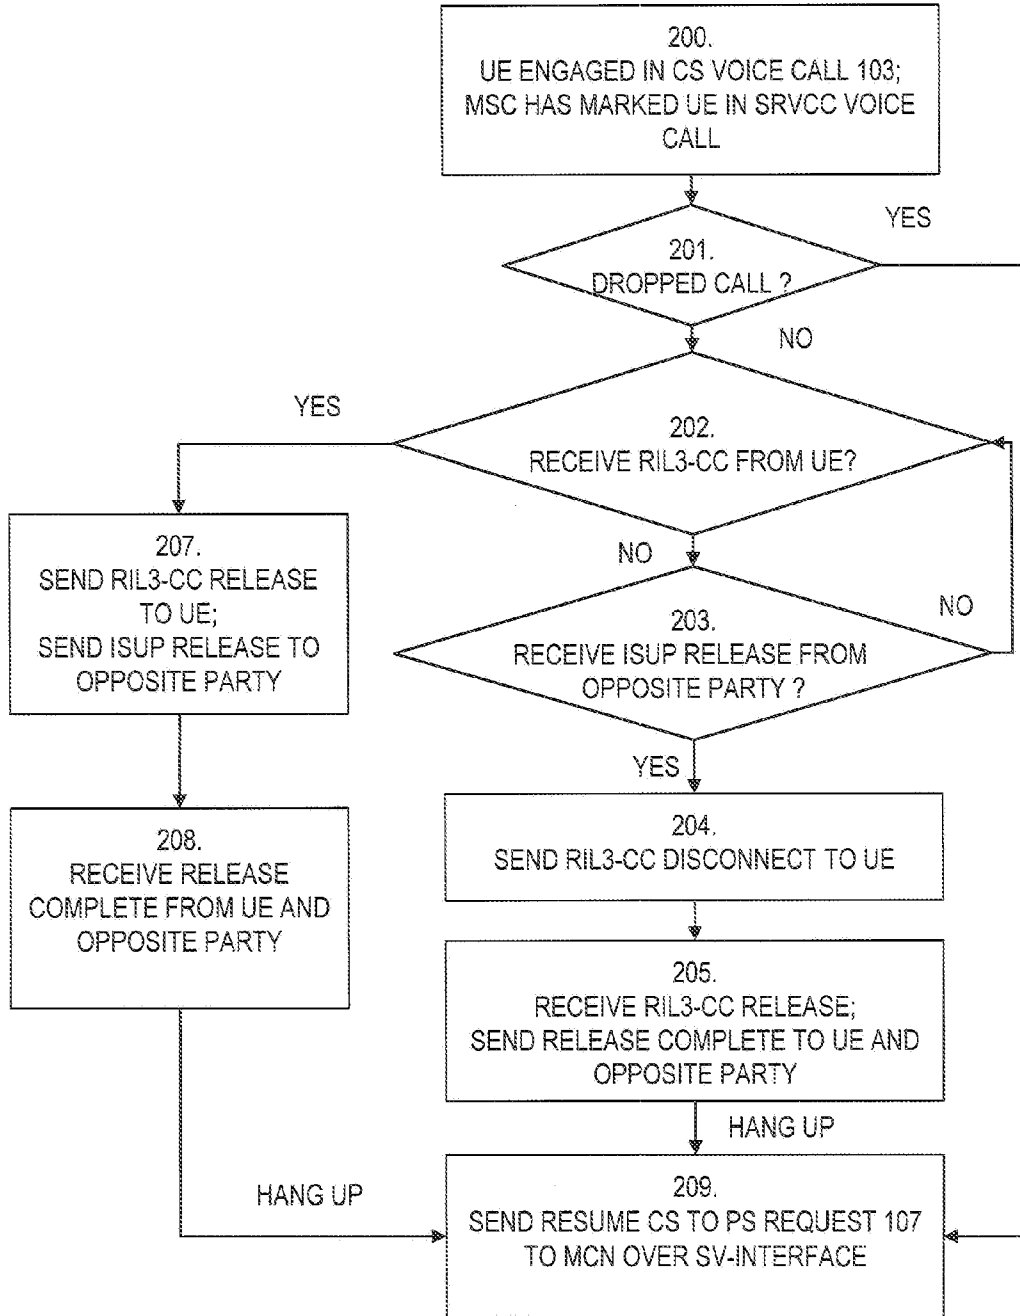 200.
UE ENGAGED IN CS VOICE CALL 103;
MSC HAS MARKED UE IN SRVCC VOICE
CALL
YES
201.
DROPPED CALL ?
NO
YES
202.
RECEIVE RIL3-CC FROM UE?
NO
207.
SEND RIL3-CC RELEASE
TO UE;
SEND ISUP RELEASE TO
OPPOSITE PARTY
NO
203.
RECEIVE ISUP RELEASE FROM
OPPOSITE PARTY ?
YES
204.
SEND RIL3-CC DISCONNECT TO UE
208.
RECEIVE RELEASE
COMPLETE FROM UE AND
OPPOSITE PARTY
205.
RECEIVE RIL3-CC RELEASE;
SEND RELEASE COMPLETE TO UE AND
OPPOSITE PARTY
HANG UP
HANG UP
209.
SEND RESUME CS TO PS REQUEST 107
TO MCN OVER SV-INTERFACE